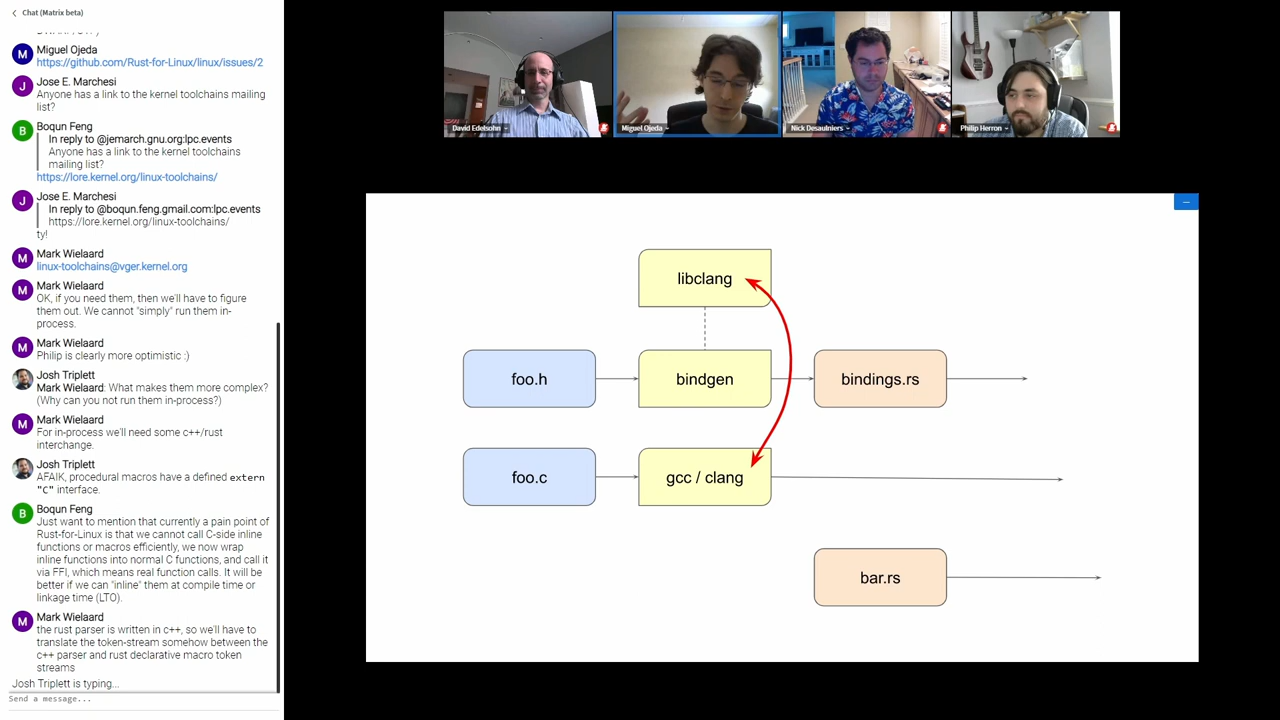 Chat (Matrix beta)
Miguel Ojeda
https://github.com/Rust-for-Linux/linux/issues/2
Jose E. Marchesi
Anyone has a link to the kernel toolchains mailing
list?
Boqun Feng
In reply to @jemarch.gnu.org:lpc.events
Anyone has a link to the kernel toolchains
mailing list?
https://lore.kernel.org/linux-toolchains/
Jose E. Marchesi
In reply to @boqun.feng.gmail.com:lpc.events
https://lore.kernel.org/linux-toolchains/
ty!
Mark Wielaard
linux-toolchains@vger.kernel.org
Mark Wielaard
OK, if you need them, then we'll have to figure
them out. We cannot "simply" run them in-
process.
Mark Wielaard
Philip is clearly more optimistic :)
Josh Triplett
Mark Wielaard: What makes them more complex?
(Why can you not run them in-process?)
Mark Wielaard
For in-process we'll need some c++/rust
interchange.
Josh Triplett
AFAIK, procedural macros have a defined extern
"C" interface.
Boqun Feng
Just want to mention that currently a pain point of
Rust-for-Linux is that we cannot call C-side inline
functions or macros efficiently, we now wrap
inline functions into normal C functions, and call it
via FFI, which means real function calls. It will be
better if we can "inline" them at compile time or
linkage time (LTO).
Mark Wielaard
the rust parser is written in c++, so we'll have to
translate the token-stream somehow between the
c++ parser and rust declarative macro token
streams
Josh Triplett is typing...
Send a message...
David Edelsohn
Miguel Ojeda
Nick Desaulniers
Philip Herron
libclang
foo.h
bindgen
bindings.rs
foo.c
gcc / clang
bar.rs